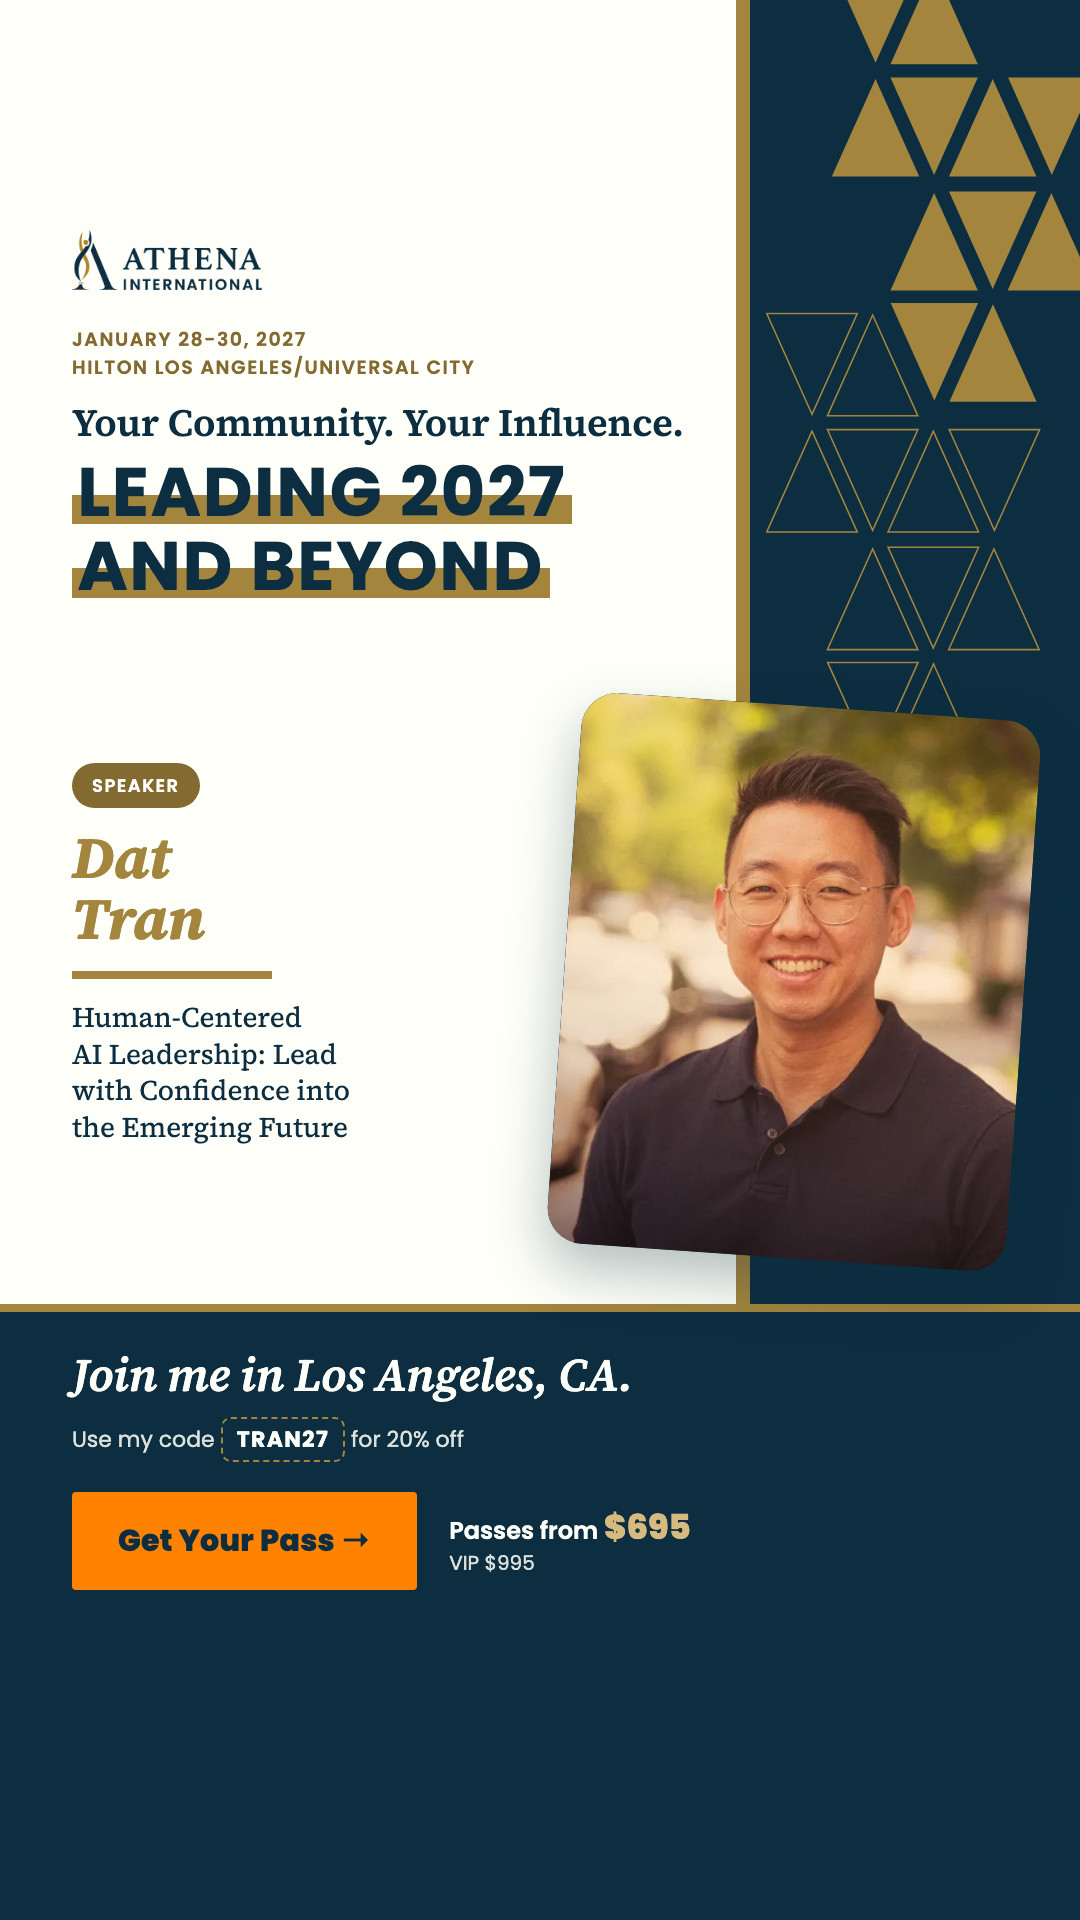 ATHENA
INTERNATIONAL
JANUARY 28-30, 2027
HILTON LOS ANGELES/UNIVERSAL CITY
Your Community. Your Influence.
LEADING 2027
AND BEYOND
SPEAKER
Dat
Tran
Human-Centered
AI Leadership: Lead
with Confidence into
the Emerging Future
Join me in Los Angeles, CA.
Use my code TRAN27 for 20% off
Get Your Pass →
Passes from $695
VIP $995